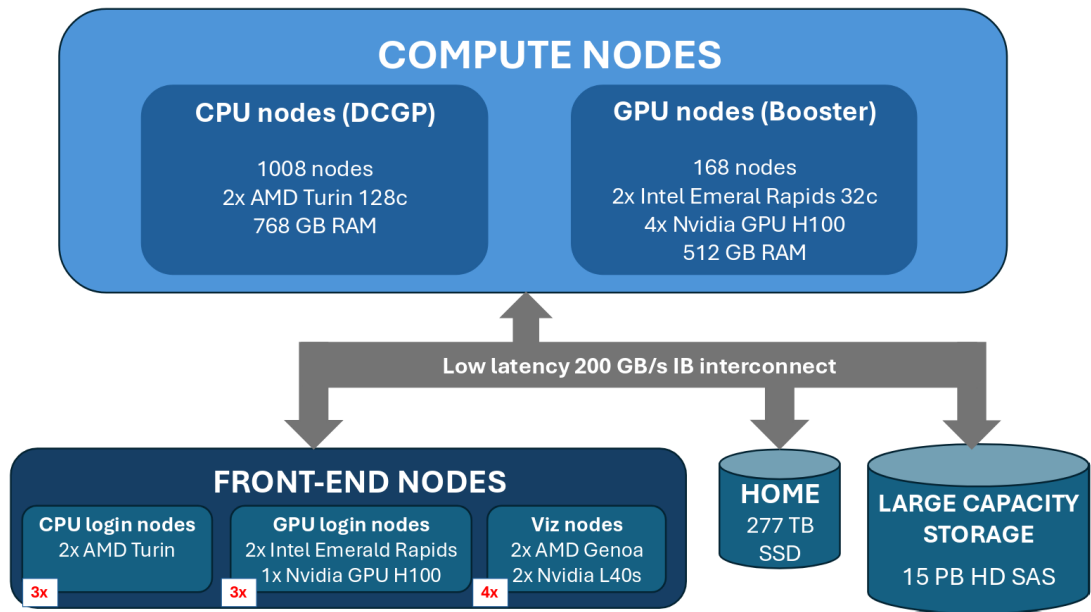 COMPUTE NODES
CPU nodes (DCGP)
1008 nodes
2x AMD Turin 128c
768 GB RAM
GPU nodes (Booster)
168 nodes
2x Intel Emeral Rapids 32c
4x Nvidia GPU H100
512 GB RAM
Low latency 200 GB/s IB interconnect
FRONT-END NODES
CPU login nodes
2x AMD Turin
3x
GPU login nodes
2x Intel Emerald Rapids
1x Nvidia GPU H100
3x
Viz nodes
2x AMD Genoa
2x Nvidia L40s
4x
HOME
277 TB
SSD
LARGE CAPACITY
STORAGE
15 PB HD SAS